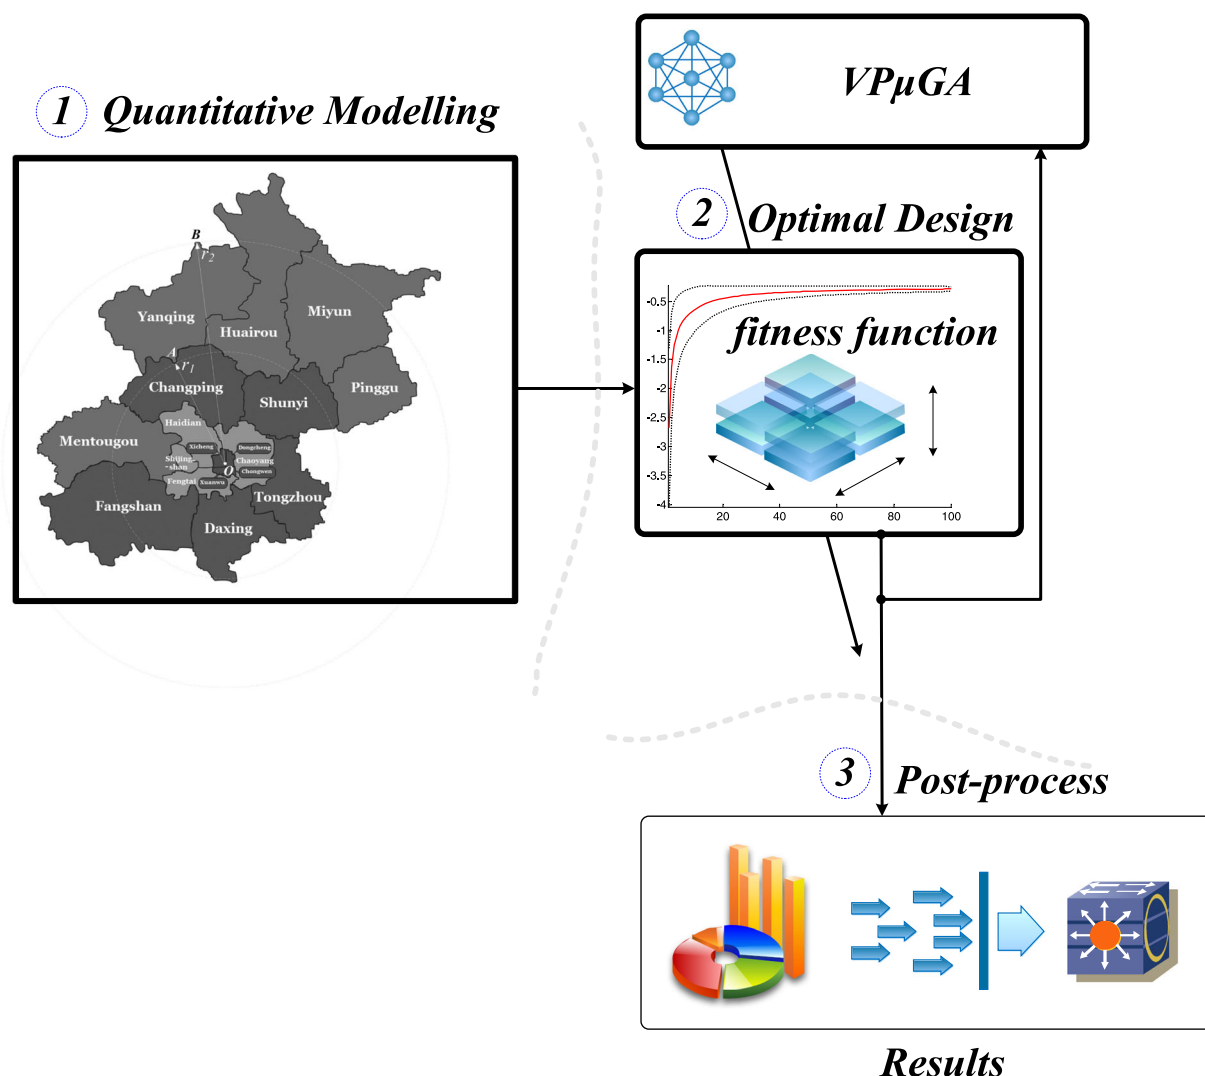 1 Quantitative Modelling
B
r2
Yanqing
Huairou
Miyun
A
r1
Changping
Shunyi
Pinggu
Haidian
Mentougou
Xicheng
Dongcheng
Shijing
-shan
Chaoyang
O
Chongwen
Fengtai
Xuanwu
Fangshan
Tongzhou
Daxing
VPμGA
2 Optimal Design
fitness function
-0.5
-1
-1.5
-2
-2.5
-3
-3.5
-4
20 40 60 80 100
3 Post-process
Results